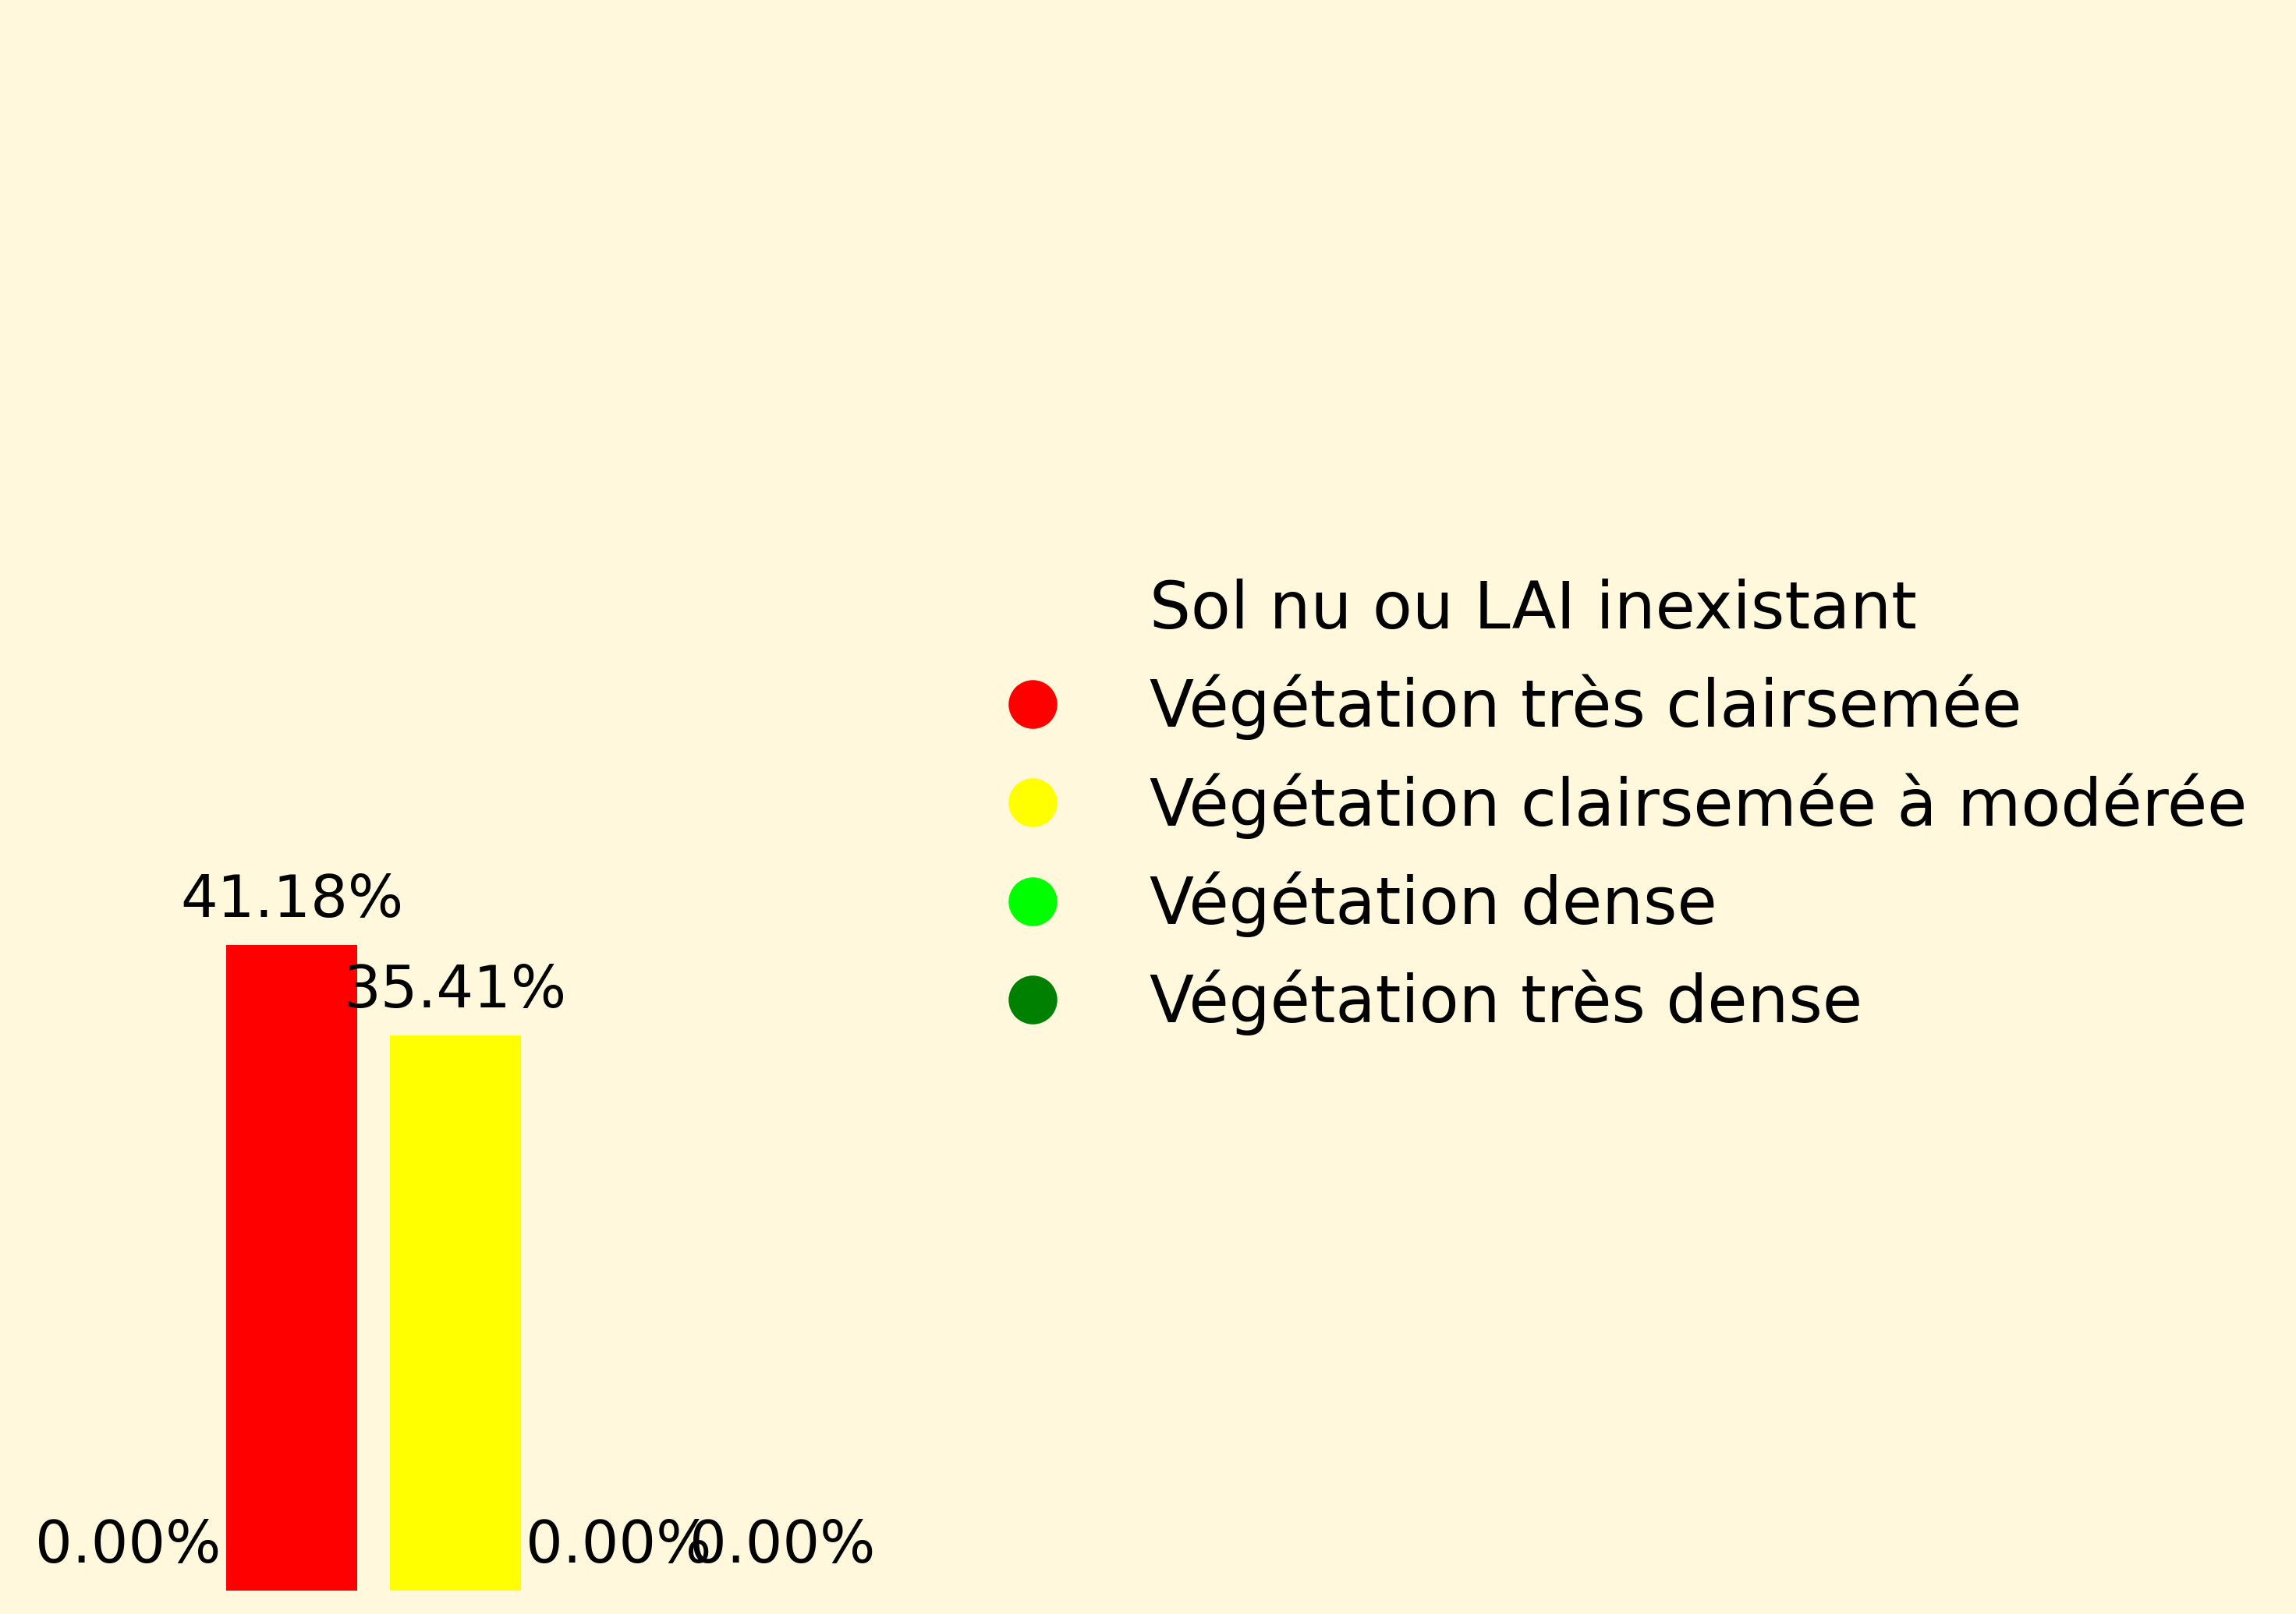 Sol nu ou LAI inexistant
Végétation très clairsemée
Végétation clairsemée à modérée
Végétation dense
Végétation très dense
41.18%
35.41%
0.00%
0.00%
0.00%